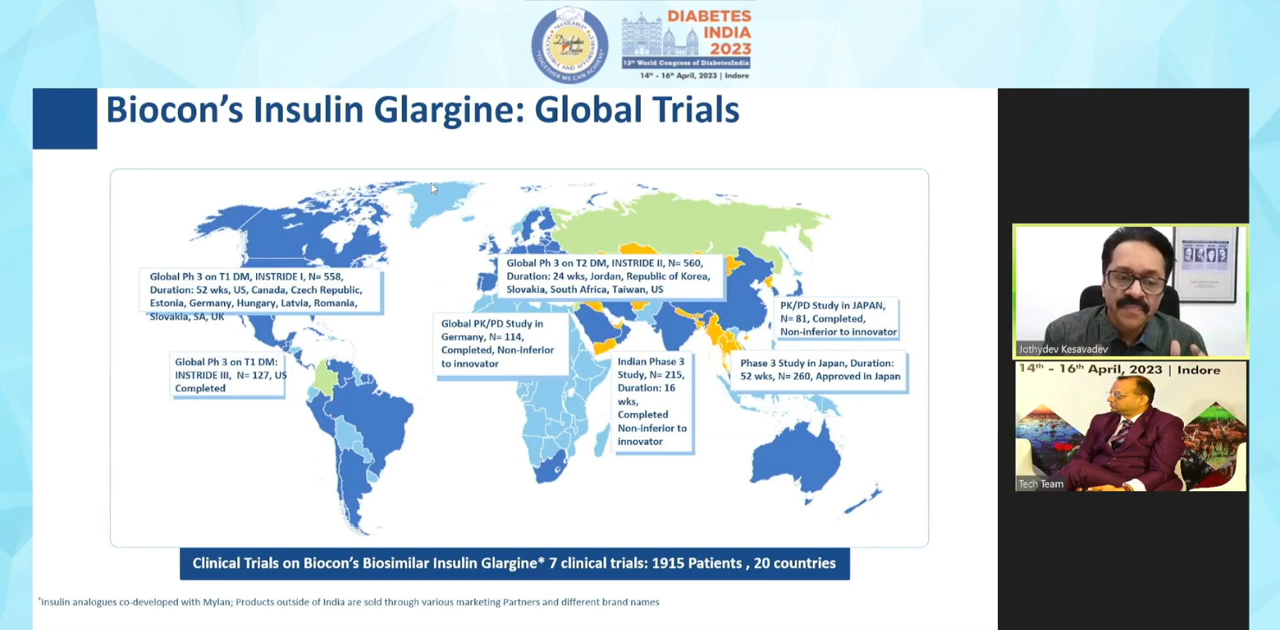 DIABETES
INDIA
2023
13th World Congress of DiabetesIndia
14th - 16th April, 2023 | Indore
Biocon's Insulin Glargine: Global Trials
Global Ph 3 on T1 DM, INSTRIDE I, N= 558,
Duration: 52 wks, US, Canada, Czech Republic,
Estonia, Germany, Hungary, Latvia, Romania,
Slovakia, SA, UK
Global Ph 3 on T2 DM, INSTRIDE II, N= 560,
Duration: 24 wks, Jordan, Republic of Korea,
Slovakia, South Africa, Taiwan, US
PK/PD Study in JAPAN,
N= 81, Completed,
Non-inferior to innovator
Global PK/PD Study in
Germany, N= 114,
Completed, Non-inferior
to innovator
Global Ph 3 on T1 DM:
INSTRIDE III, N= 127, US
Completed
Indian Phase 3
Study, N= 215,
Duration: 16
wks,
Completed
Non-inferior to
innovator
Phase 3 Study in Japan, Duration:
52 wks, N= 260, Approved in Japan
Clinical Trials on Biocon's Biosimilar Insulin Glargine* 7 clinical trials: 1915 Patients , 20 countries
*Insulin analogues co-developed with Mylan; Products outside of India are sold through various marketing Partners and different brand names
Jothydev Kesavadev
14th - 16th April, 2023 | Indore
Tech Team